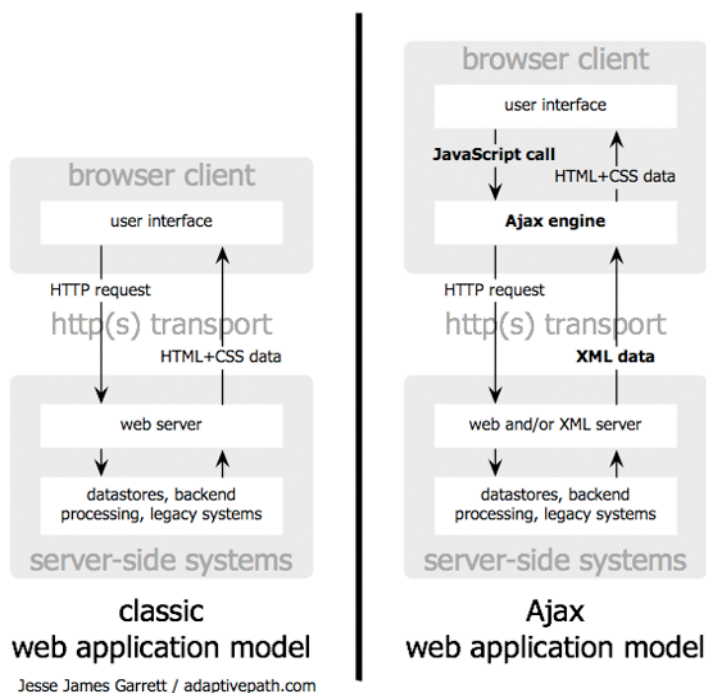 browser client
user interface
HTTP request
http(s) transport
HTML+CSS data
web server
datastores, backend
processing, legacy systems
server-side systems
classic
web application model
Jesse James Garrett / adaptivepath.com
browser client
user interface
JavaScript call
HTML+CSS data
Ajax engine
HTTP request
http(s) transport
XML data
web and/or XML server
datastores, backend
processing, legacy systems
server-side systems
Ajax
web application model